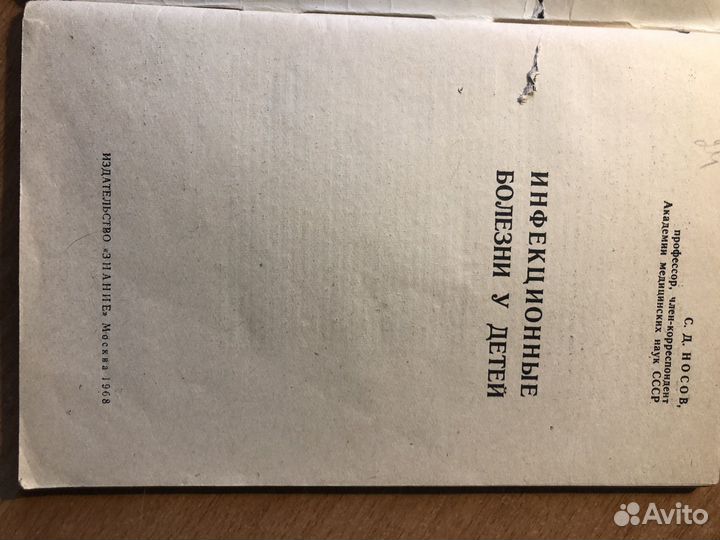 С. Д. НОСОВ,
профессор, член-корреспондент
Академии медицинских наук СССР
ИНФЕКЦИОННЫЕ
БОЛЕЗНИ У ДЕТЕЙ
ИЗДАТЕЛЬСТВО «ЗНАНИЕ» Москва 1968
Avito